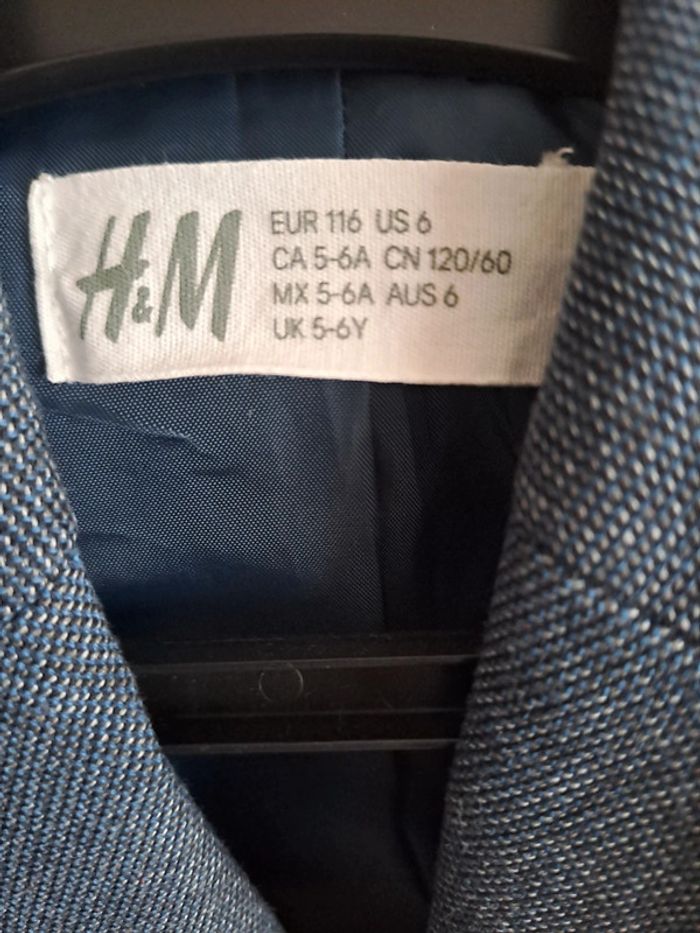 H&M
EUR 116 US 6
CA 5-6A CN 120/60
MX 5-6A AUS 6
UK 5-6Y